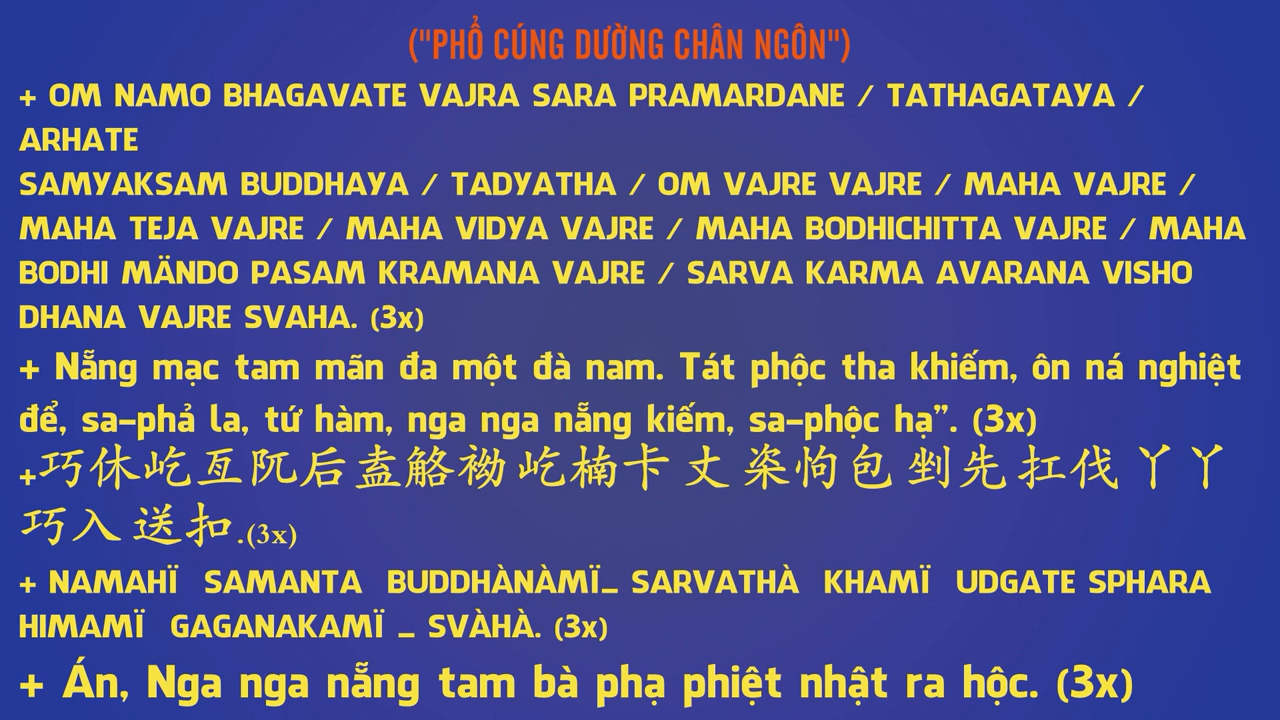 ("PHỔ CÚNG DƯỜNG CHÂN NGÔN")
+ OM NAMO BHAGAVATE VAJRA SARA PRAMARDANE / TATHAGATAYA /
ARHATE
SAMYAKSAM BUDDHAYA / TADYATHA / OM VAJRE VAJRE / MAHA VAJRE /
MAHA TEJA VAJRE / MAHA VIDYA VAJRE / MAHA BODHICHITTA VAJRE / MAHA
BODHI MÄNDO PASAM KRAMANA VAJRE / SARVA KARMA AVARANA VISHO
DHANA VAJRE SVAHA. (3x)
+ Nẵng mạc tam mãn đa một đà nam. Tát phộc tha khiếm, ôn ná nghiệt
để, sa-phả la, tứ hàm, nga nga nẵng kiếm, sa-phộc hạ”. (3x)
+巧休屹亙阢后盍觡袎屹楠卡丈 栥怐包 剉先扛伐 丫丫
巧入送扣.(3x)
+ NAMAHÏ SAMANTA BUDDHÀNÀMÏ_ SARVATHÀ KHAMÏ UDGATE SPHARA
HIMAMÏ GAGANAKAMÏ _ SVÀHÀ. (3x)
+ Án, Nga nga nẵng tam bà phạ phiệt nhật ra hộc. (3x)